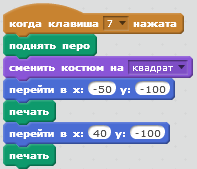 когда клавиша 7 нажата
поднять перо
сменить костюм на квадрат
перейти в x: -50 y: -100
печать
перейти в x: 40 y: -100
печать